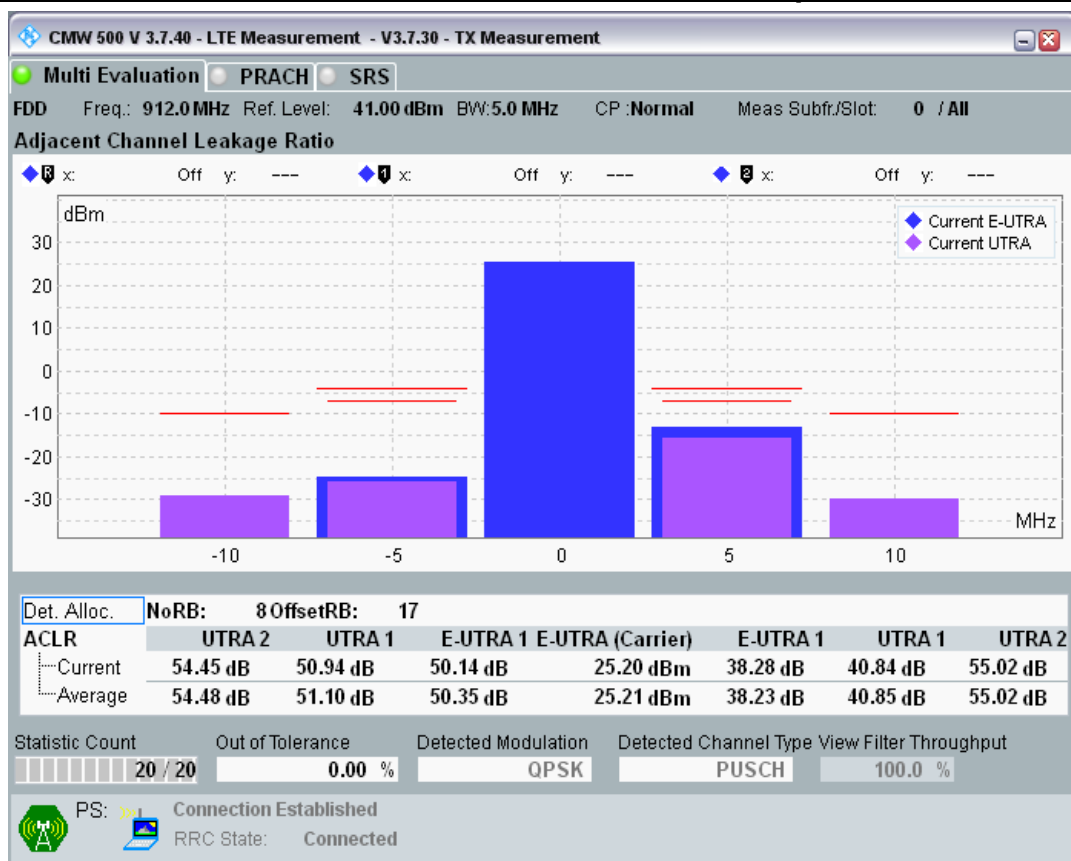 CMW 500 V 3.7.40 - LTE Measurement - V3.7.30 - TX Measurement
Multi Evaluation PRACH SRS
FDD Freq.: 912.0 MHz Ref. Level: 41.00 dBm BW:5.0 MHz CP :Normal Meas Subfr./Slot: 0 / All
Adjacent Channel Leakage Ratio
R x: Off y: --- 1 x: Off y: --- 2 x: Off y: ---
dBm
Current E-UTRA
Current UTRA
30
20
10
0
-10
-20
-30
MHz
-10 -5 0 5 10
Det. Alloc. NoRB: 8 OffsetRB: 17
ACLR UTRA 2 UTRA 1 E-UTRA 1 E-UTRA (Carrier) E-UTRA 1 UTRA 1 UTRA 2
Current 54.45 dB 50.94 dB 50.14 dB 25.20 dBm 38.28 dB 40.84 dB 55.02 dB
Average 54.48 dB 51.10 dB 50.35 dB 25.21 dBm 38.23 dB 40.85 dB 55.02 dB
Statistic Count Out of Tolerance Detected Modulation Detected Channel Type View Filter Throughput
20 / 20 0.00 % QPSK PUSCH 100.0 %
PS: Connection Established
RRC State: Connected